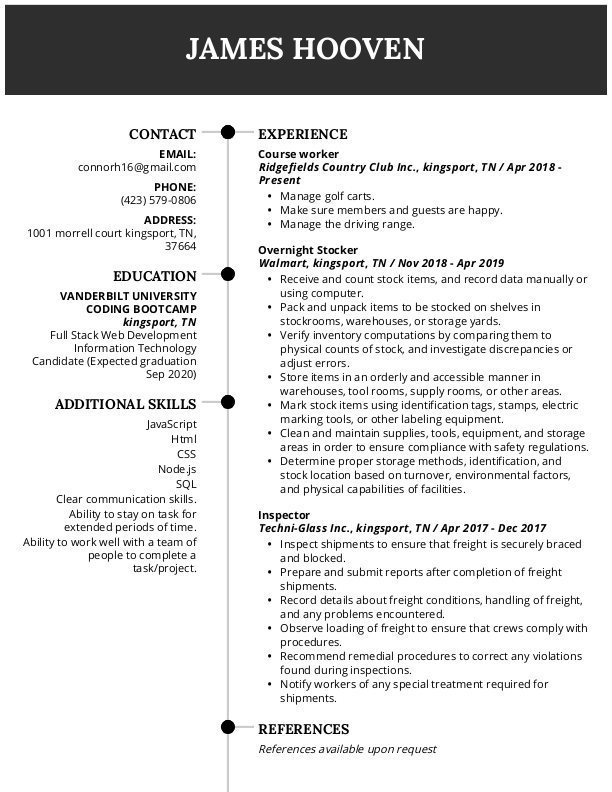 JAMES HOOVEN
CONTACT
EMAIL:
connorh16@gmail.com
PHONE:
(423) 579-0806
ADDRESS:
1001 morrell court kingsport, TN,
37664
EDUCATION
VANDERBILT UNIVERSITY
CODING BOOTCAMP
kingsport, TN
Full Stack Web Development
Information Technology
Candidate (Expected graduation
Sep 2020)
ADDITIONAL SKILLS
JavaScript
Html
CSS
Node.js
SQL
Clear communication skills.
Ability to stay on task for
extended periods of time.
Ability to work well with a team of
people to complete a
task/project.
EXPERIENCE
Course worker
Ridgefields Country Club Inc., kingsport, TN / Apr 2018 -
Present
• Manage golf carts.
• Make sure members and guests are happy.
• Manage the driving range.
Overnight Stocker
Walmart, kingsport, TN / Nov 2018 - Apr 2019
• Receive and count stock items, and record data manually or
using computer.
• Pack and unpack items to be stocked on shelves in
stockrooms, warehouses, or storage yards.
• Verify inventory computations by comparing them to
physical counts of stock, and investigate discrepancies or
adjust errors.
• Store items in an orderly and accessible manner in
warehouses, tool rooms, supply rooms, or other areas.
• Mark stock items using identification tags, stamps, electric
marking tools, or other labeling equipment.
• Clean and maintain supplies, tools, equipment, and storage
areas in order to ensure compliance with safety regulations.
• Determine proper storage methods, identification, and
stock location based on turnover, environmental factors,
and physical capabilities of facilities.
Inspector
Techni-Glass Inc., kingsport, TN / Apr 2017 - Dec 2017
• Inspect shipments to ensure that freight is securely braced
and blocked.
• Prepare and submit reports after completion of freight
shipments.
• Record details about freight conditions, handling of freight,
and any problems encountered.
• Observe loading of freight to ensure that crews comply with
procedures.
• Recommend remedial procedures to correct any violations
found during inspections.
• Notify workers of any special treatment required for
shipments.
REFERENCES
References available upon request